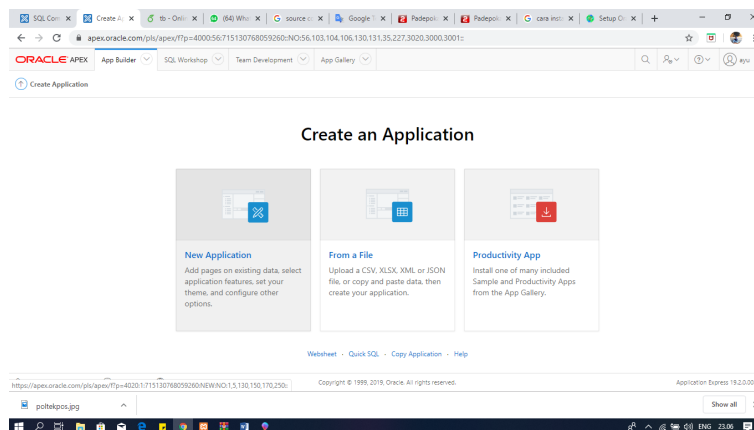 SQL Com
Create Ap
tb - Onlin
(64) Wha
source co
Google T
Padepok
Padepok
cara inst
Setup Or
apex.oracle.com/pls/apex/f?p=4000:56:715130768059260:NO:56,103,104,106,130,131,35,227,3020,3000,3001::
ORACLE APEX App Builder SQL Workshop Team Development App Gallery ayu
Create Application
Create an Application
New Application
Add pages on existing data, select
application features, set your
theme, and configure other
options.
From a File
Upload a CSV, XLSX, XML or JSON
file, or copy and paste data, then
create your application.
Productivity App
Install one of many included
Sample and Productivity Apps
from the App Gallery.
Websheet - Quick SQL - Copy Application - Help
https://apex.oracle.com/pls/apex/f?p=4020:1:715130768059260:NEW:NO:1,5,130,150,170,250::
Copyright © 1999, 2019, Oracle. All rights reserved.
Application Express 19.2.0.00
poltekpos.jpg
Show all
ENG 23.06